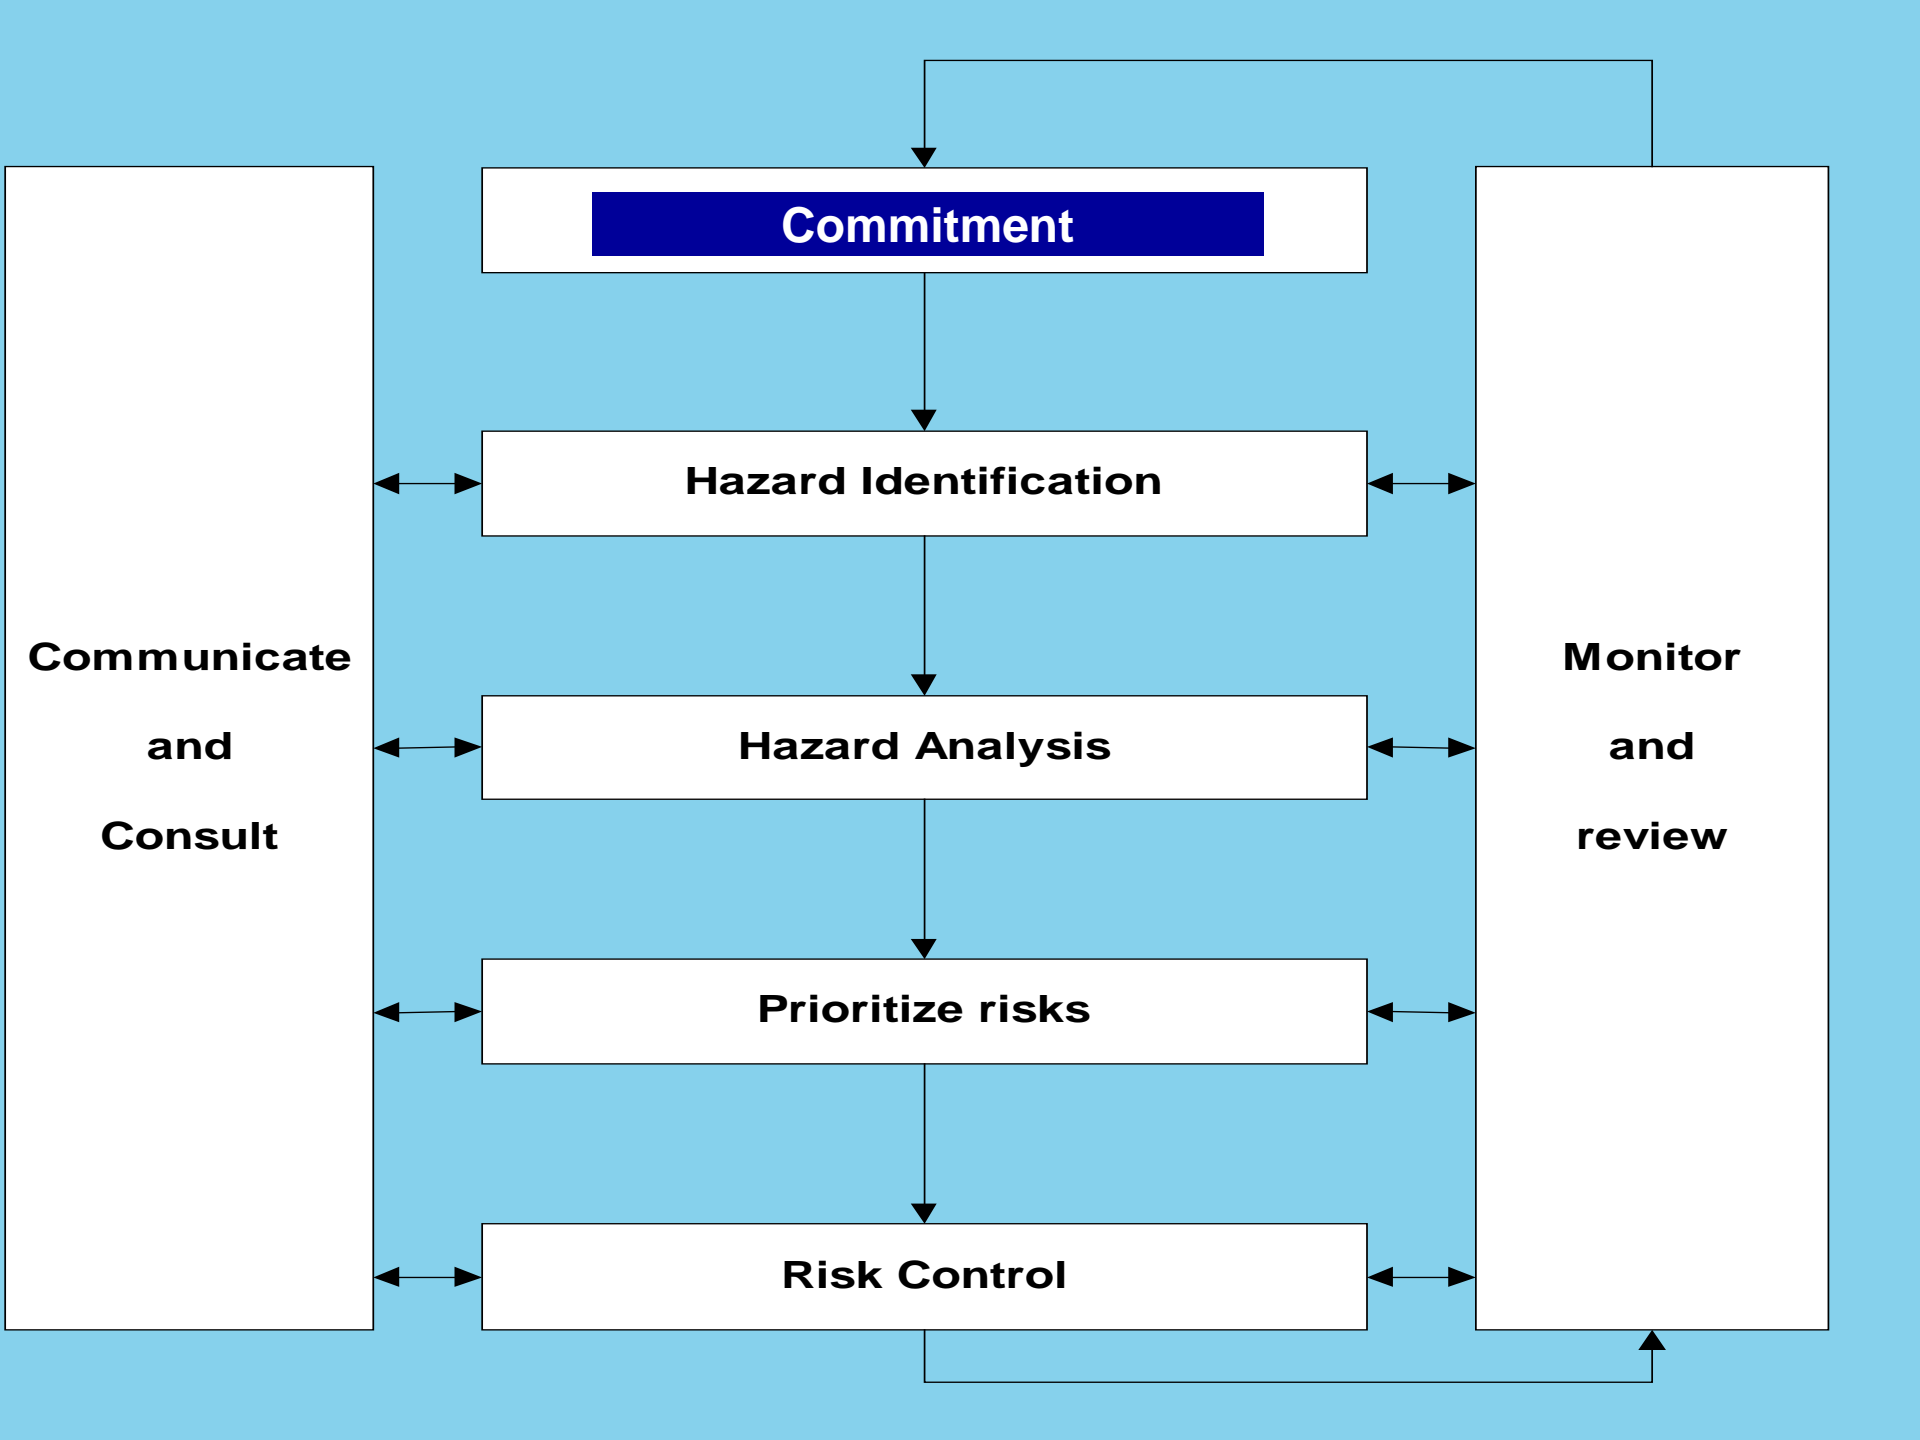 Commitment
Hazard Identification
Communicate
and
Consult
Hazard Analysis
Monitor
and
review
Prioritize risks
Risk Control